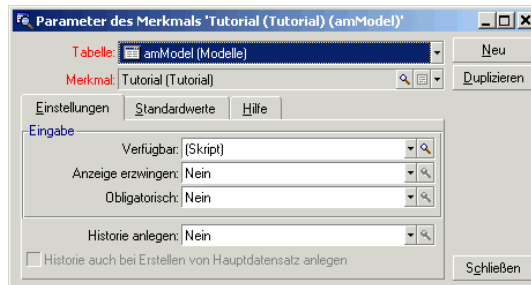 Parameter des Merkmals 'Tutorial (Tutorial) (amModel)'
Tabelle: amModel (Modelle)
Neu
Merkmal: Tutorial (Tutorial)
Duplizieren
Einstellungen Standardwerte Hilfe
Eingabe
Verfügbar: (Skript)
Anzeige erzwingen: Nein
Obligatorisch: Nein
Historie anlegen: Nein
Historie auch bei Erstellen von Hauptdatensatz anlegen
Schließen